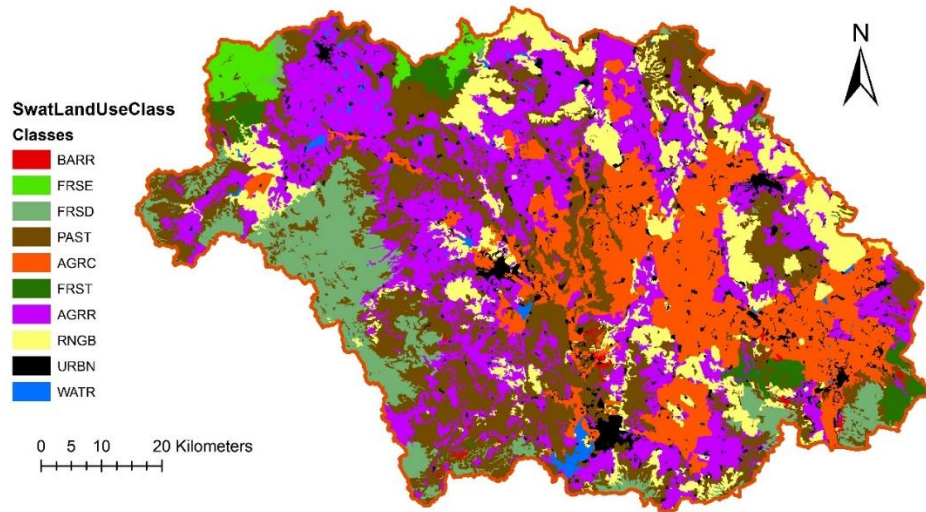 N
SwatLandUseClass
Classes
BARR
FRSE
FRSD
PAST
AGRC
FRST
AGRR
RNGB
URBN
WATR
0 5 10 20 Kilometers